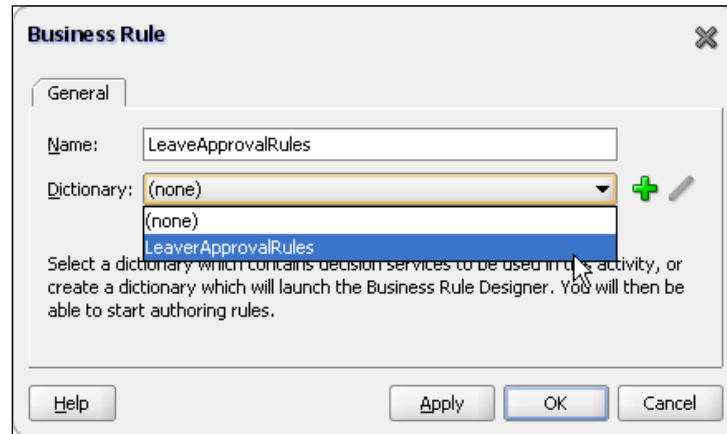 Business Rule
General
Name: LeaveApprovalRules
Dictionary: (none)
(none)
LeaverApprovalRules
Select a dictionary which contains decision services to be used in this activity, or
create a dictionary which will launch the Business Rule Designer. You will then be
able to start authoring rules.
Help Apply OK Cancel